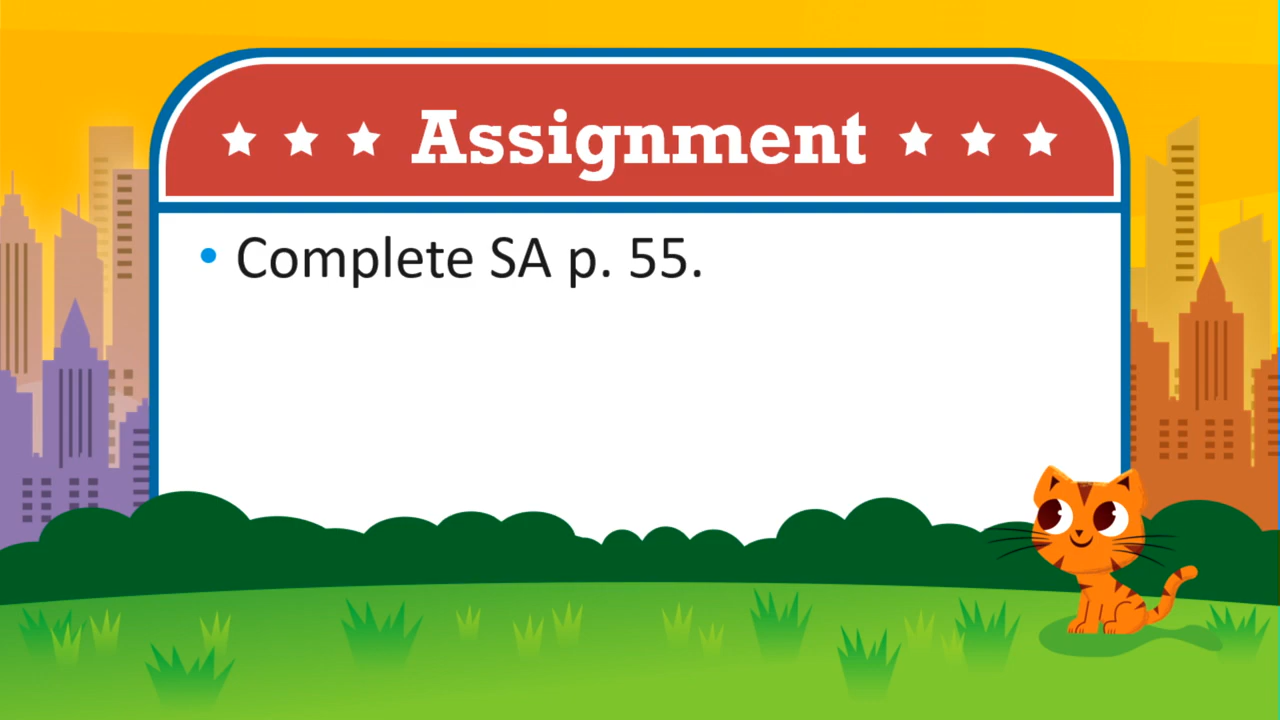 Assignment
• Complete SA p. 55.